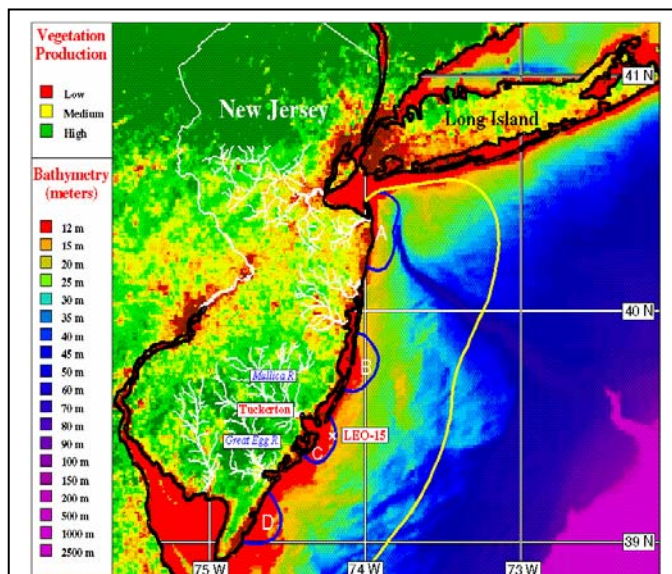 Vegetation
Production
Low
Medium
High
Bathymetry
(meters)
12 m
15 m
20 m
25 m
30 m
35 m
40 m
45 m
50 m
60 m
70 m
80 m
90 m
100 m
150 m
200 m
500 m
1000 m
2500 m
New Jersey
Long Island
41 N
A
40 N
B
Mullica R
Tuckerton
LEO-15
Great Egg R
C
D
39 N
75 W
74 W
73 W